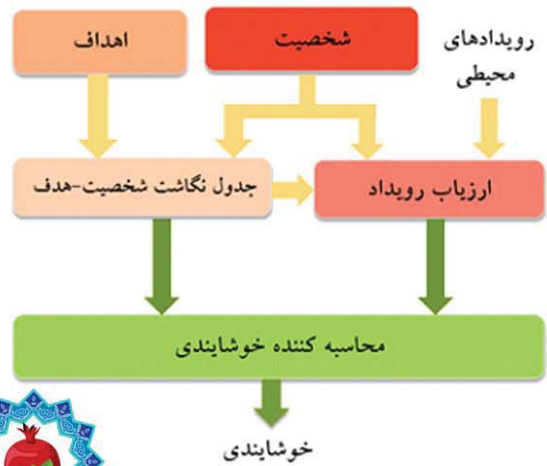 رویدادهای
محیطی
شخصیت
اهداف
ارزیاب رویداد
جدول نگاشت شخصیت-هدف
محاسبه کننده خوشایندی
خوشایندی